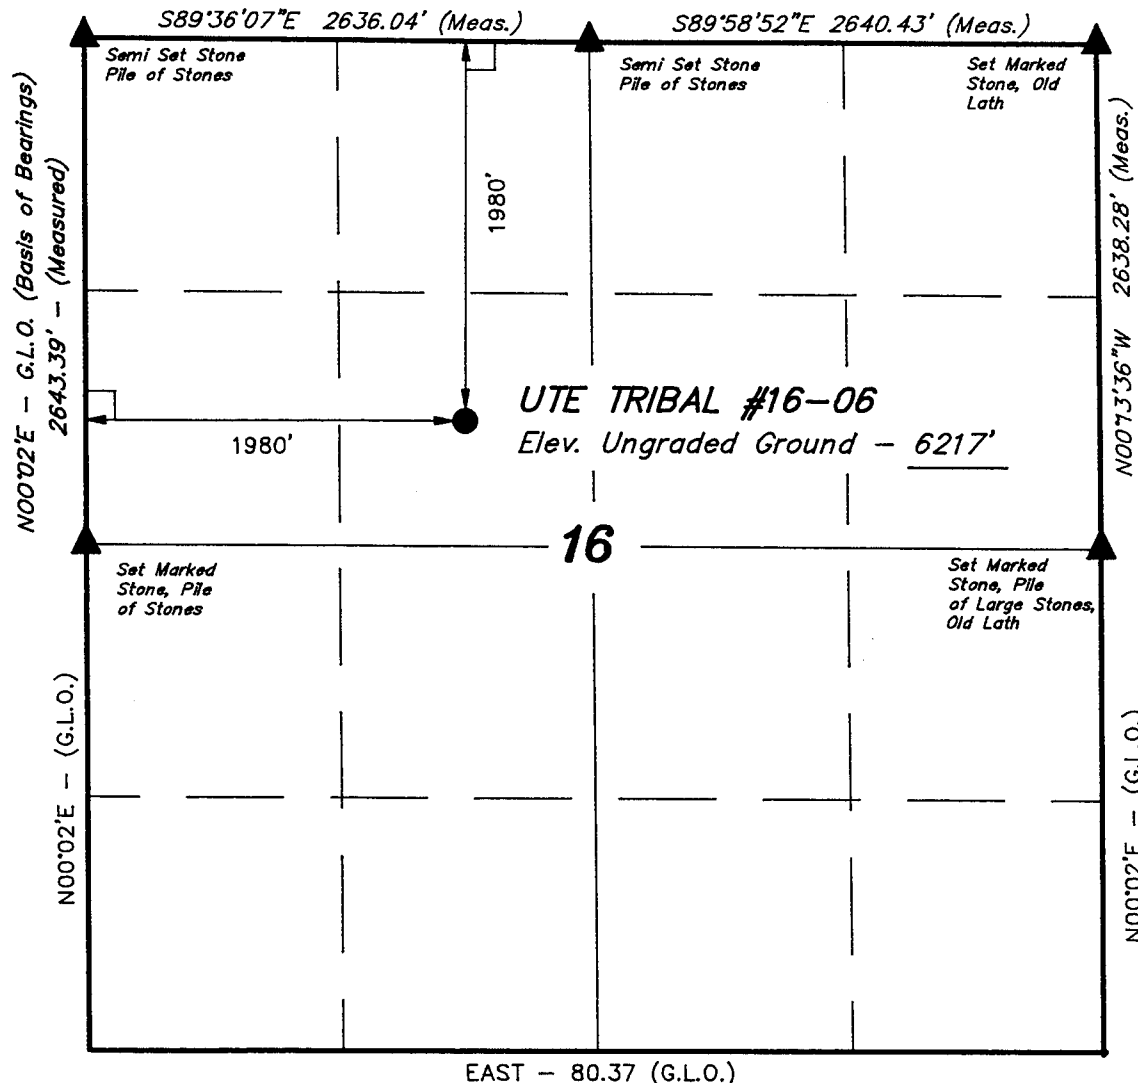 S89°36'07"E 2636.04' (Meas.)
S89°58'52"E 2640.43' (Meas.)
Semi Set Stone
Pile of Stones
Semi Set Stone
Pile of Stones
Set Marked
Stone, Old
Lath
N00°02'E - G.L.O. (Basis of Bearings)
2643.39' - (Measured)
1980'
N00°13'36"W 2638.28' (Meas.)
1980'
UTE TRIBAL #16-06
Elev. Ungraded Ground - 6217'
16
Set Marked
Stone, Pile
of Stones
Set Marked
Stone, Pile
of Large Stones,
Old Lath
N00°02'E - (G.L.O.)
N00°02'E - (G.L.O.)
EAST - 80.37 (G.L.O.)